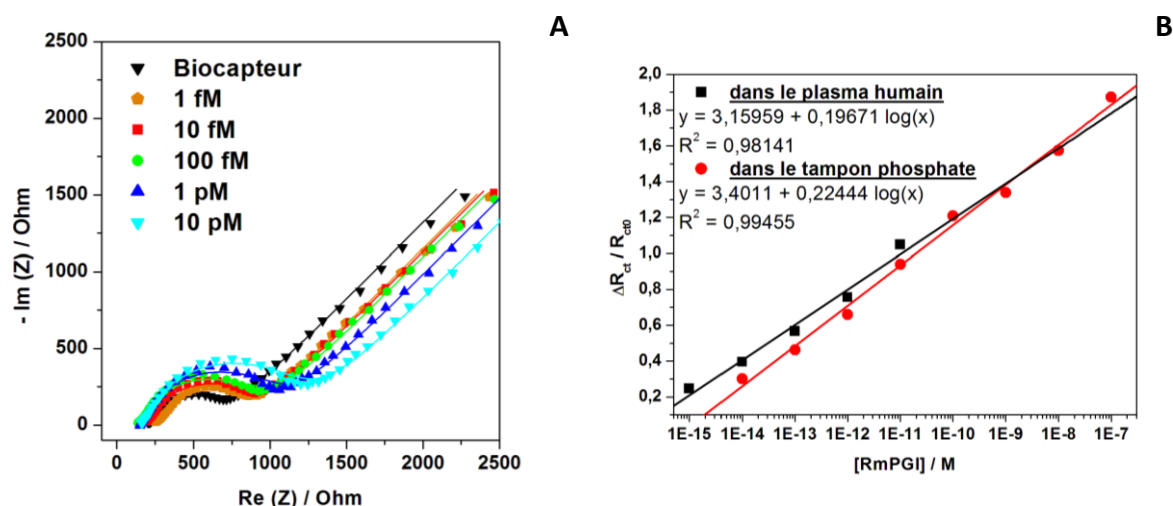 A
B
2500
2000
1500
1000
500
0
- Im (Z) / Ohm
Biocapteur
1 fM
10 fM
100 fM
1 pM
10 pM
0
500
1000
1500
2000
2500
Re (Z) / Ohm
2,0
1,8
1,6
1,4
1,2
1,0
0,8
0,6
0,4
0,2
ΔRct / Rct0
dans le plasma humain
y = 3,15959 + 0,19671 log(x)
R² = 0,98141
dans le tampon phosphate
y = 3,4011 + 0,22444 log(x)
R² = 0,99455
1E-15 1E-14 1E-13 1E-12 1E-11 1E-10 1E-9 1E-8 1E-7
[RmPGI] / M